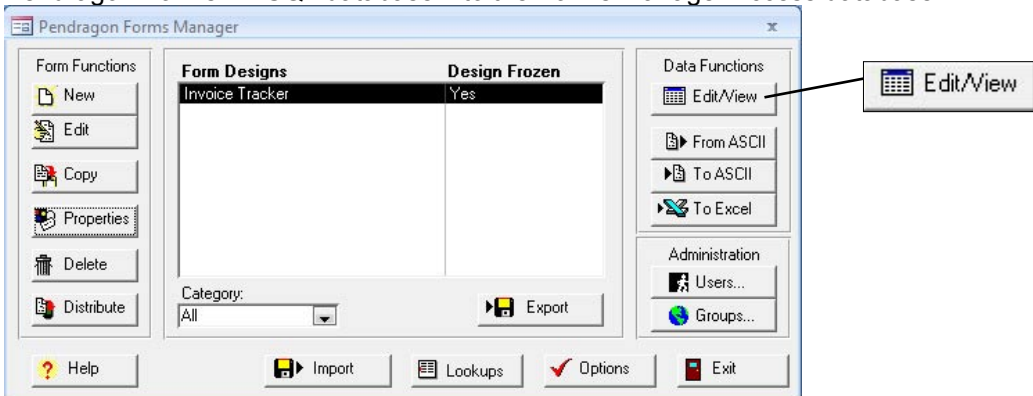 Pendragon Forms Manager
x
Form Functions
New
Edit
Copy
Properties
Delete
Distribute
Form Designs
Design Frozen
Invoice Tracker
Yes
Category:
All
Export
Data Functions
Edit/View
From ASCII
To ASCII
To Excel
Administration
Users...
Groups...
Edit/View
? Help
Import
Lookups
Options
Exit